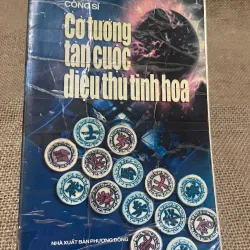 CÔNG SĨ
Cờ tướng
tàn cuộc
diệu thủ tinh hoa
NHÀ XUẤT BẢN PHƯƠNG ĐÔNG